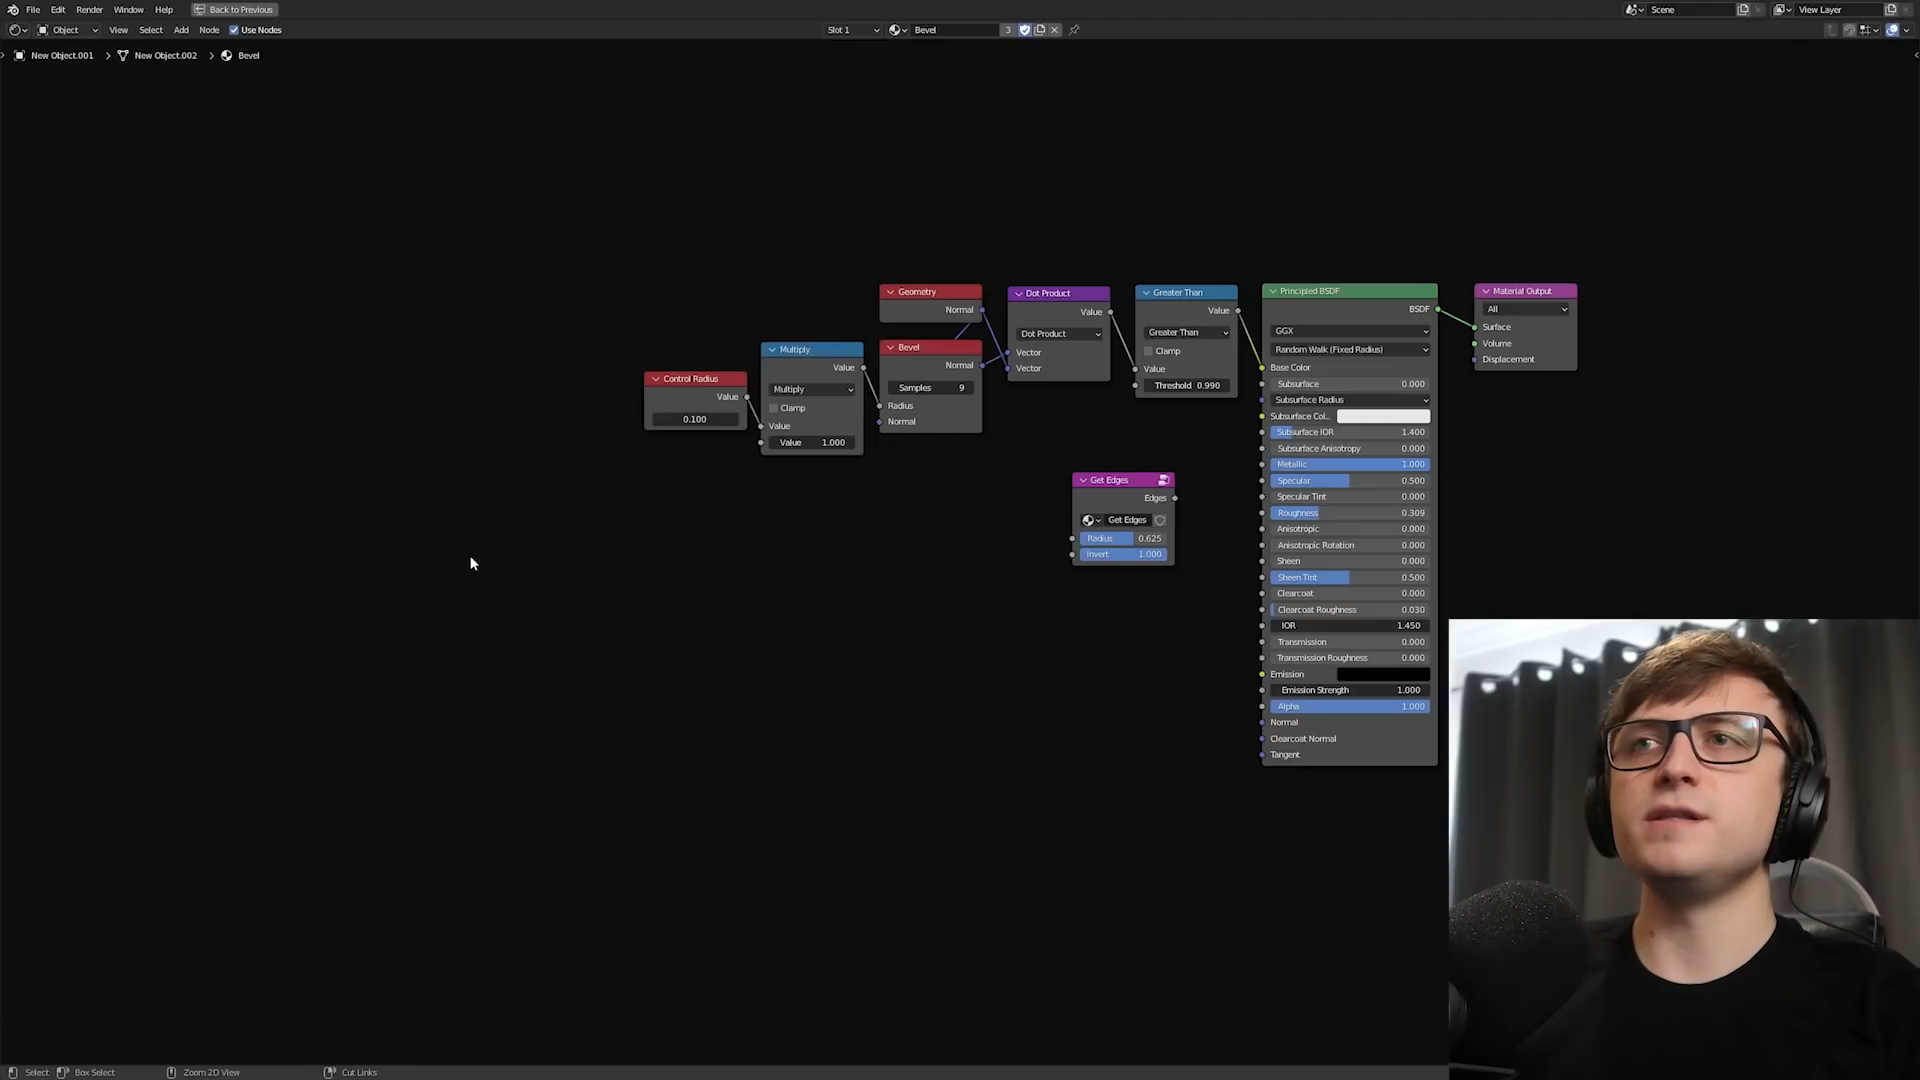 File Edit Render Window Help Back to Previous Scene View Layer
Object View Select Add Node Use Nodes Slot 1 Bevel 3
New Object.001 New Object.002 Bevel
Control Radius
Value
0.100
Multiply
Value
Multiply
Clamp
Value
Value 1.000
Geometry
Normal
Bevel
Normal
Samples 9
Radius
Normal
Dot Product
Value
Dot Product
Vector
Vector
Greater Than
Value
Greater Than
Clamp
Value
Threshold 0.990
Get Edges
Edges
Get Edges
Radius 0.625
Invert 1.000
Principled BSDF
BSDF
GGX
Random Walk (Fixed Radius)
Base Color
Subsurface 0.000
Subsurface Radius
Subsurface Col..
Subsurface IOR 1.400
Subsurface Anisotropy 0.000
Metallic 1.000
Specular 0.500
Specular Tint 0.000
Roughness 0.309
Anisotropic 0.000
Anisotropic Rotation 0.000
Sheen 0.000
Sheen Tint 0.500
Clearcoat 0.000
Clearcoat Roughness 0.030
IOR 1.450
Transmission 0.000
Transmission Roughness 0.000
Emission
Emission Strength 1.000
Alpha 1.000
Normal
Clearcoat Normal
Tangent
Material Output
All
Surface
Volume
Displacement
Select Box Select Zoom 2D View Cut Links